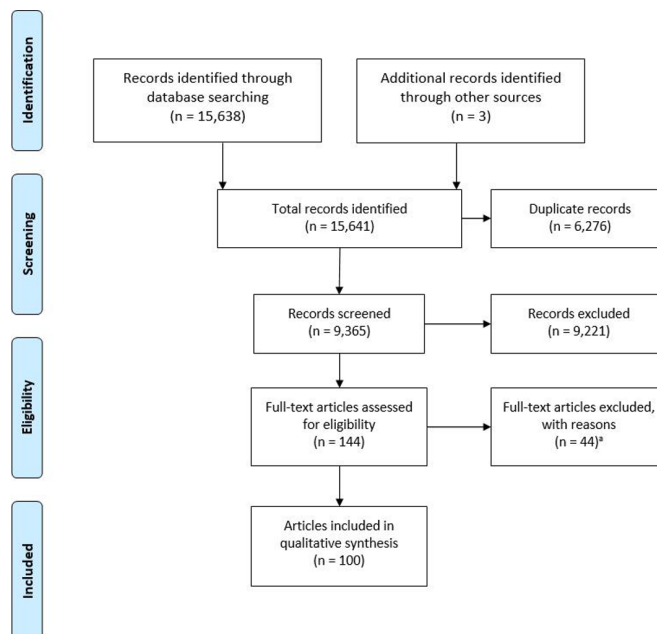 Identification
Records identified through
database searching
(n = 15,638)
Additional records identified
through other sources
(n = 3)
Screening
Total records identified
(n = 15,641)
Duplicate records
(n = 6,276)
Records screened
(n = 9,365)
Records excluded
(n = 9,221)
Eligibility
Full-text articles assessed
for eligibility
(n = 144)
Full-text articles excluded,
with reasons
(n = 44)ª
Included
Articles included in
qualitative synthesis
(n = 100)